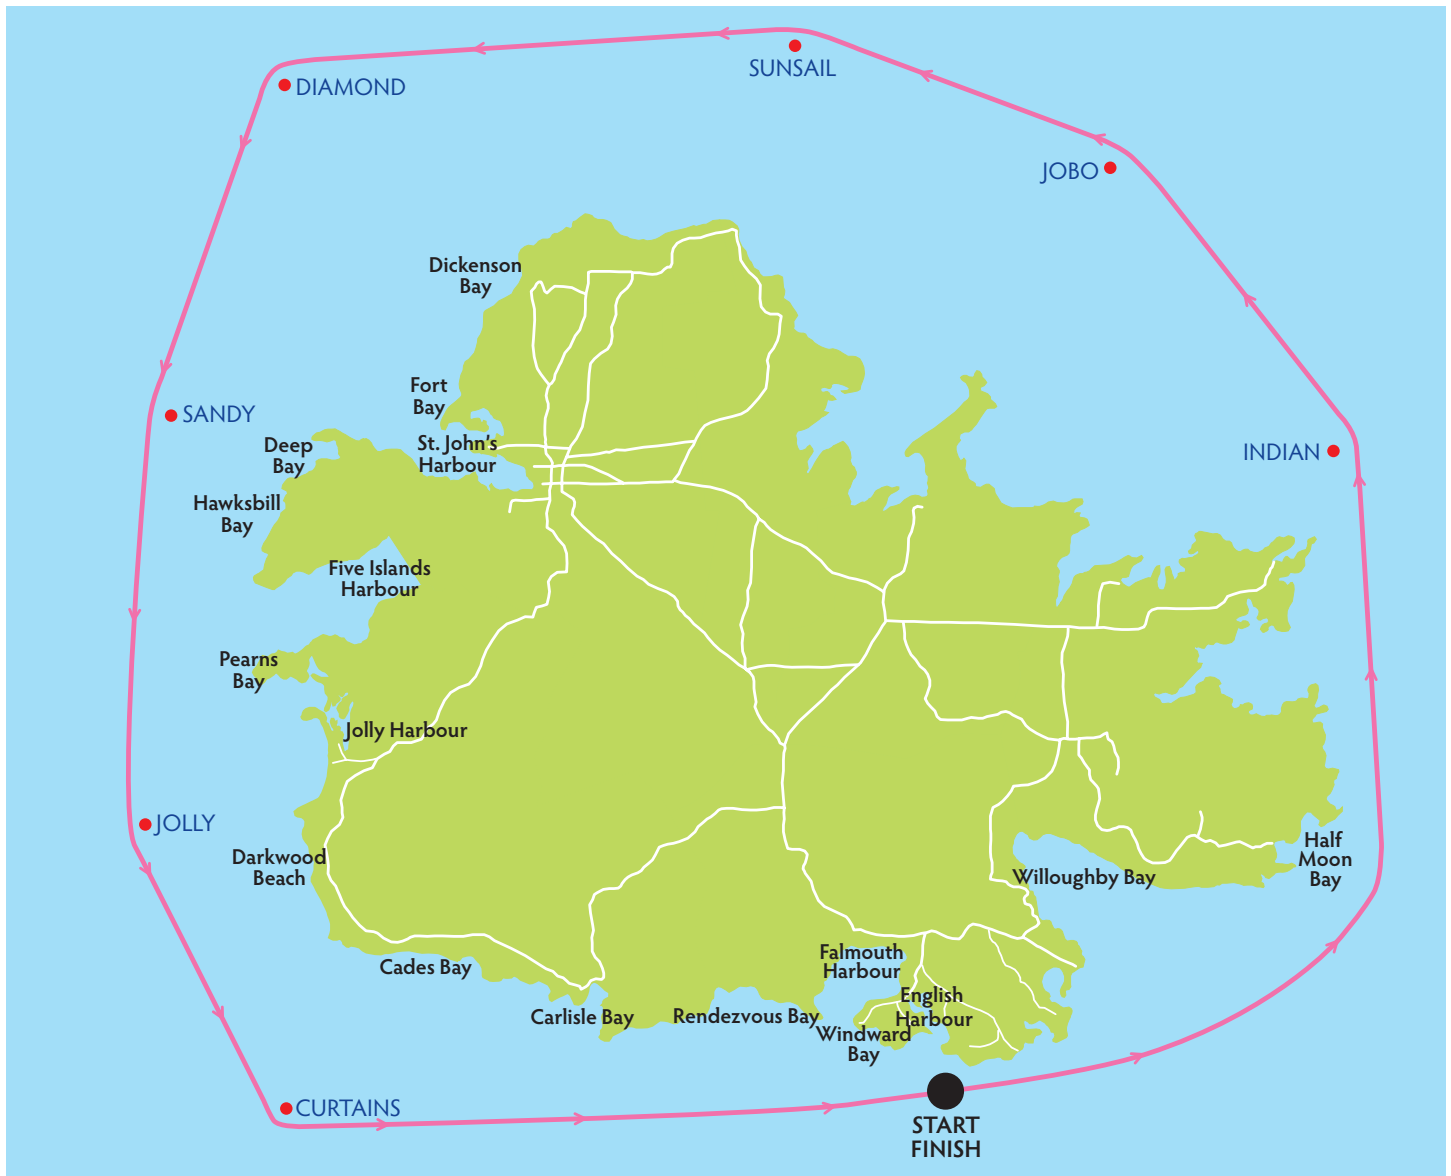 SUNSAIL
DIAMOND
JOBO
Dickenson
Bay
Fort
Bay
SANDY
St. John's
Harbour
Deep
Bay
INDIAN
Hawksbill
Bay
Five Islands
Harbour
Pearns
Bay
Jolly Harbour
JOLLY
Darkwood
Beach
Half
Moon
Bay
Willoughby Bay
Cades Bay
Falmouth
Harbour
English
Harbour
Carlisle Bay
Rendezvous Bay
Windward
Bay
CURTAINS
START
FINISH